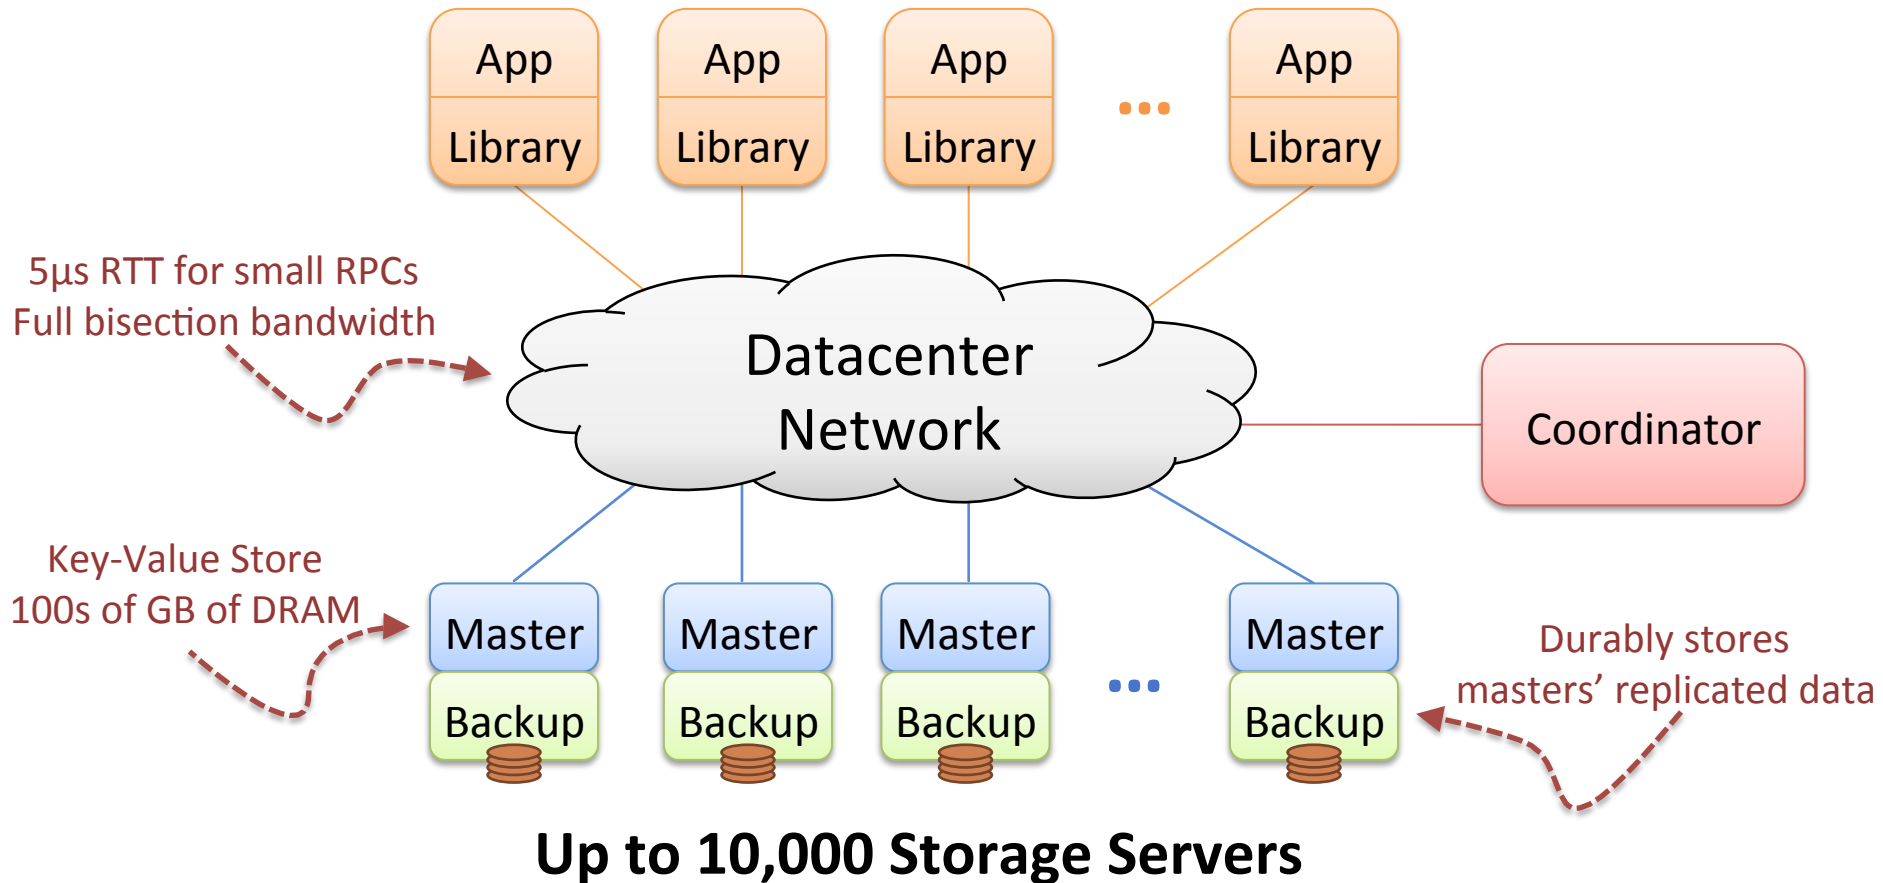 App
App
App
App
Library
Library
Library
...
Library
5µs RTT for small RPCs
Full bisection bandwidth
Datacenter
Network
Coordinator
Key-Value Store
100s of GB of DRAM
Master
Master
Master
Master
Durably stores
masters’ replicated data
Backup
Backup
Backup
...
Backup
Up to 10,000 Storage Servers